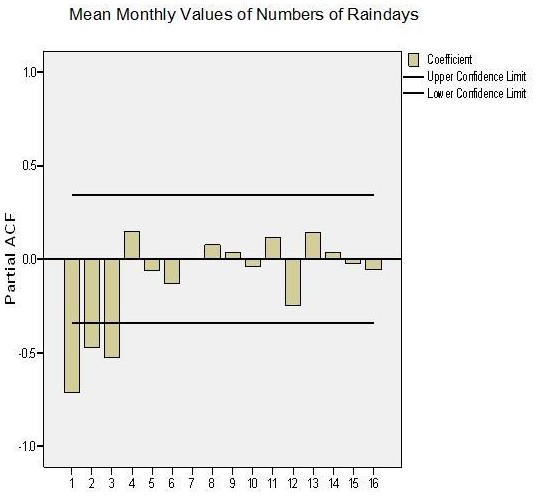 Mean Monthly Values of Numbers of Raindays
Coefficient
Upper Confidence Limit
Lower Confidence Limit
Partial ACF
1.0
0.5
0.0
-0.5
-1.0
1 2 3 4 5 6 7 8 9 10 11 12 13 14 15 16